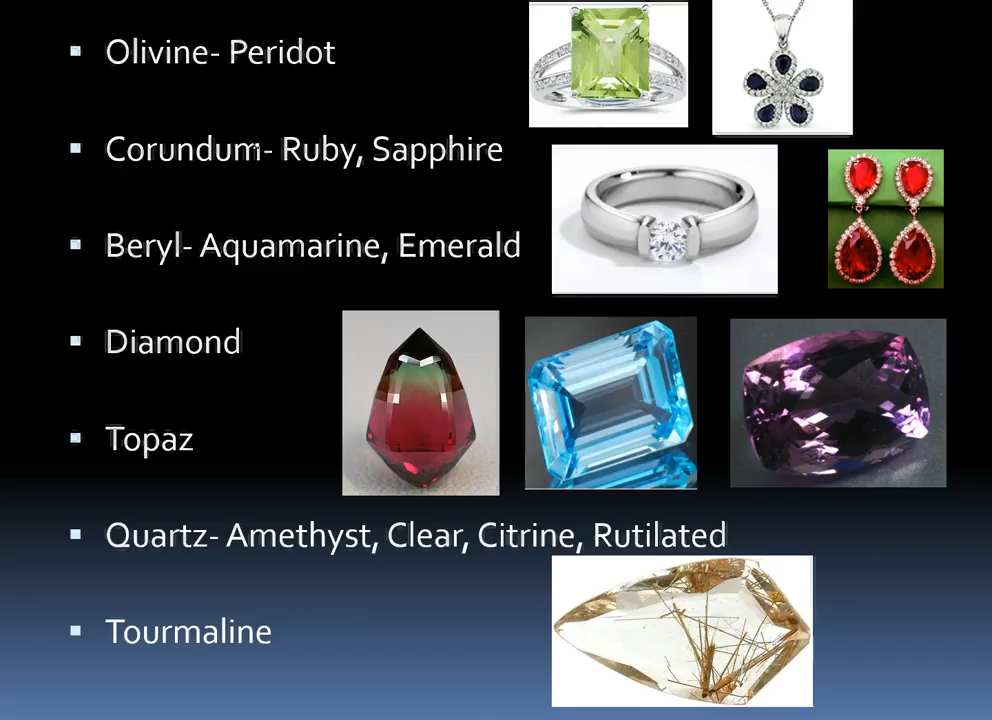 Olivine- Peridot
Corundum- Ruby, Sapphire
Beryl- Aquamarine, Emerald
Diamond
Topaz
Quartz- Amethyst, Clear, Citrine, Rutilated
Tourmaline